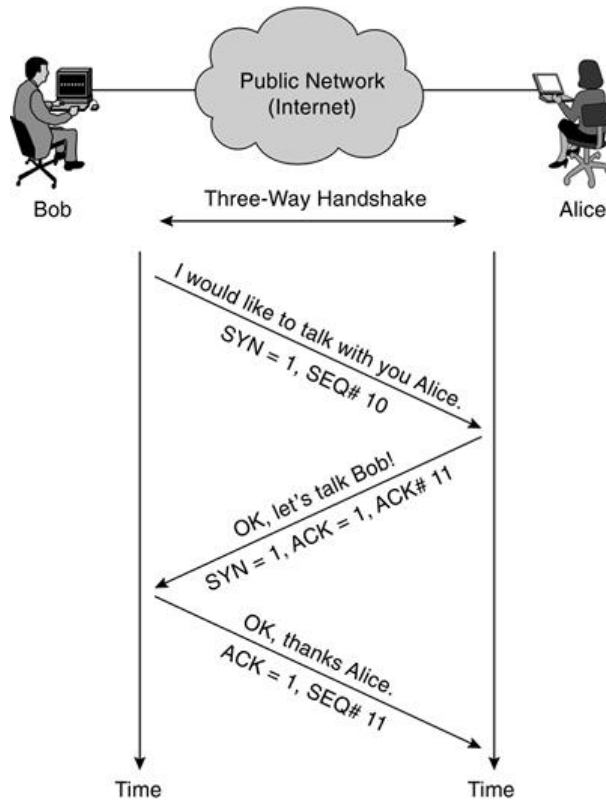 Public Network
(Internet)
Bob
Three-Way Handshake
Alice
I would like to talk with you Alice.
SYN = 1, SEQ# 10
OK, let's talk Bob!
SYN = 1, ACK = 1, ACK# 11
OK, thanks Alice.
ACK = 1, SEQ# 11
Time
Time